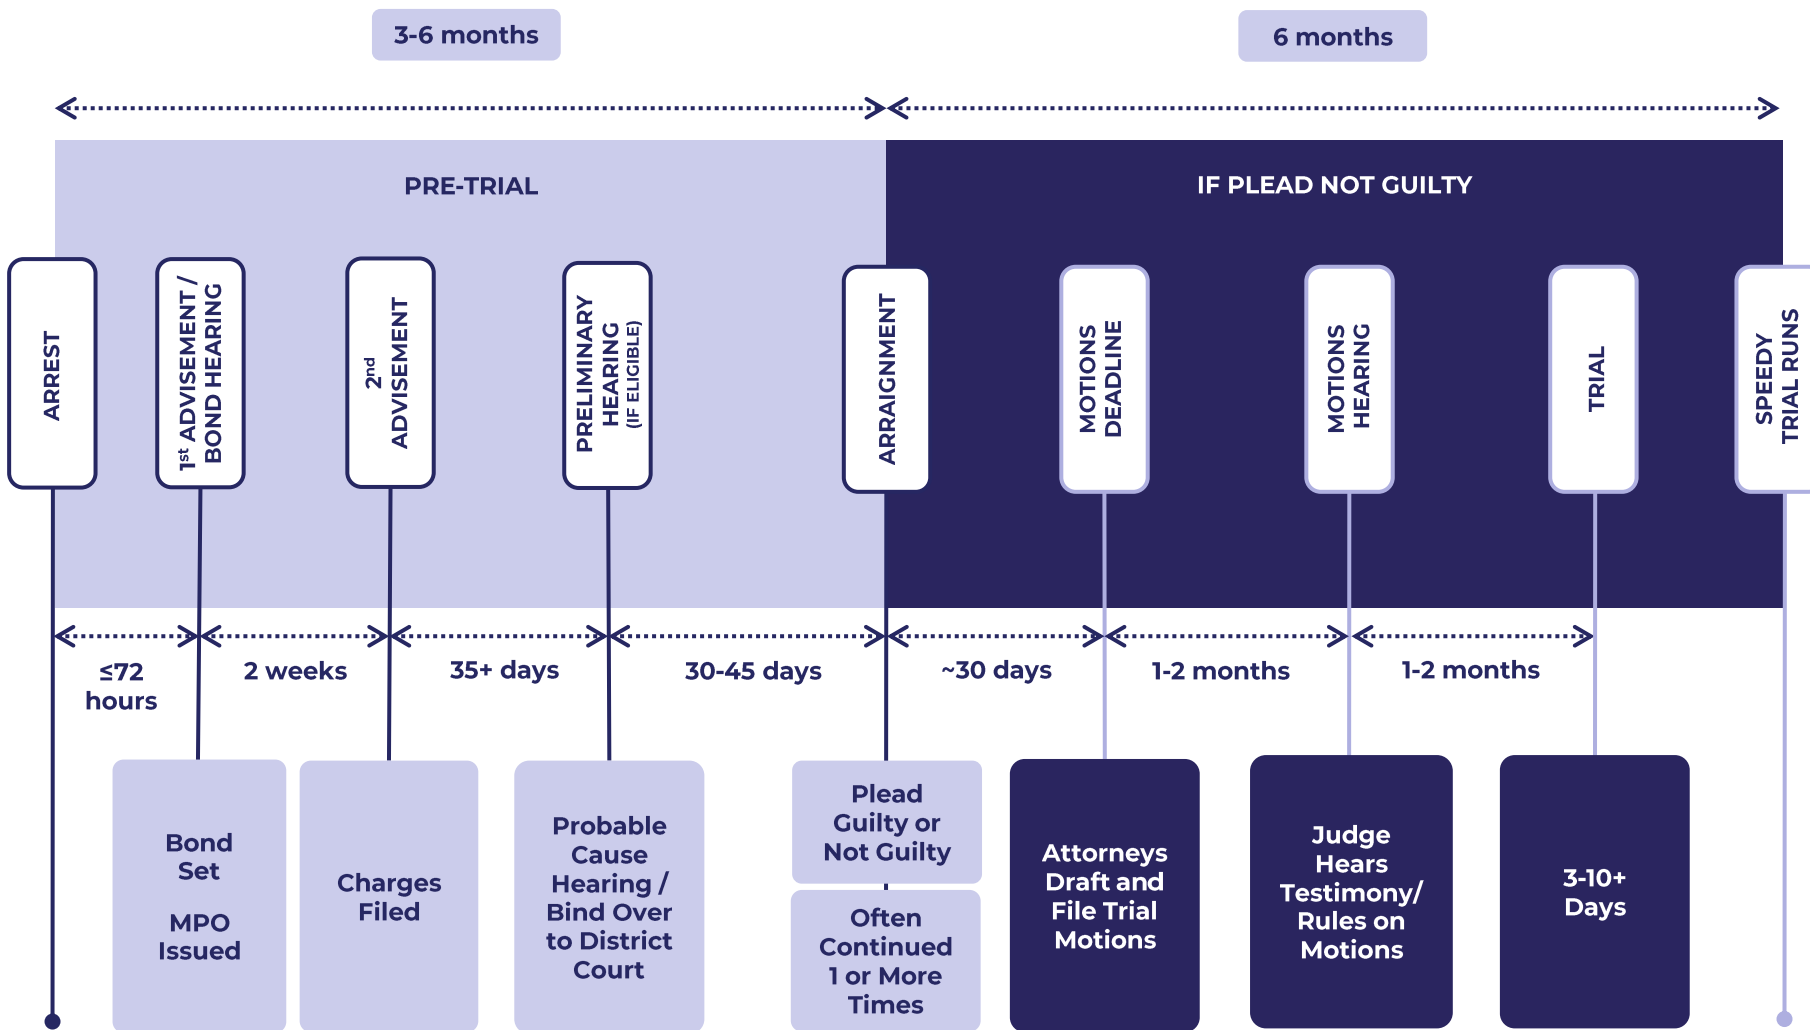 3-6 months
6 months
PRE-TRIAL
IF PLEAD NOT GUILTY
ARREST
1st ADVISEMENT /
BOND HEARING
2nd
ADVISEMENT
PRELIMINARY
HEARING
(IF ELIGIBLE)
ARRAIGNMENT
MOTIONS
DEADLINE
MOTIONS
HEARING
TRIAL
SPEEDY
TRIAL RUNS
≤72
hours
2 weeks
35+ days
30-45 days
~30 days
1-2 months
1-2 months
Bond
Set
MPO
Issued
Charges
Filed
Probable
Cause
Hearing /
Bind Over
to District
Court
Plead
Guilty or
Not Guilty
Often
Continued
1 or More
Times
Attorneys
Draft and
File Trial
Motions
Judge
Hears
Testimony/
Rules on
Motions
3-10+
Days